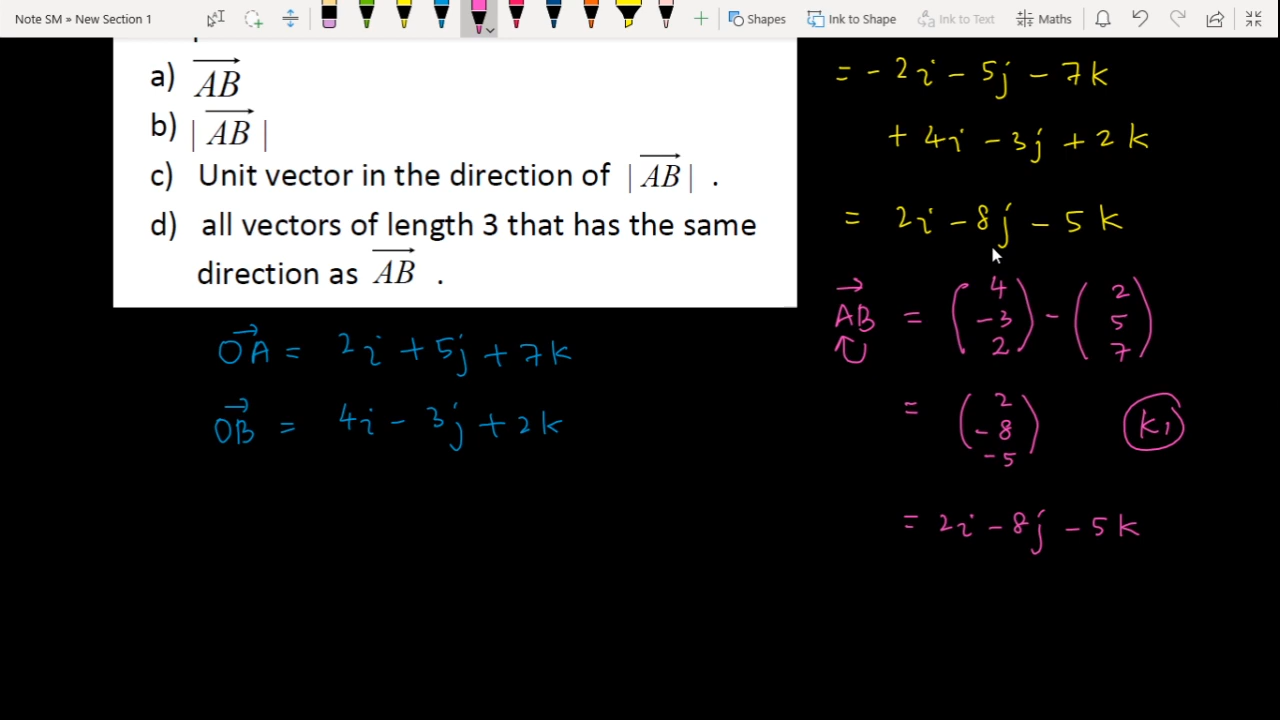 Note SM » New Section 1
Shapes Ink to Shape Ink to Text Maths
a) AB
b) | AB |
c) Unit vector in the direction of | AB | .
d) all vectors of length 3 that has the same
direction as AB .
OA = 2i + 5j + 7k
OB = 4i - 3j + 2k
= - 2i - 5j - 7k
+ 4i - 3j + 2k
= 2i - 8j - 5k
AB = ( 4 -3 2 ) - ( 2 5 7 )
= ( 2 -8 -5 ) K1
= 2i - 8j - 5k